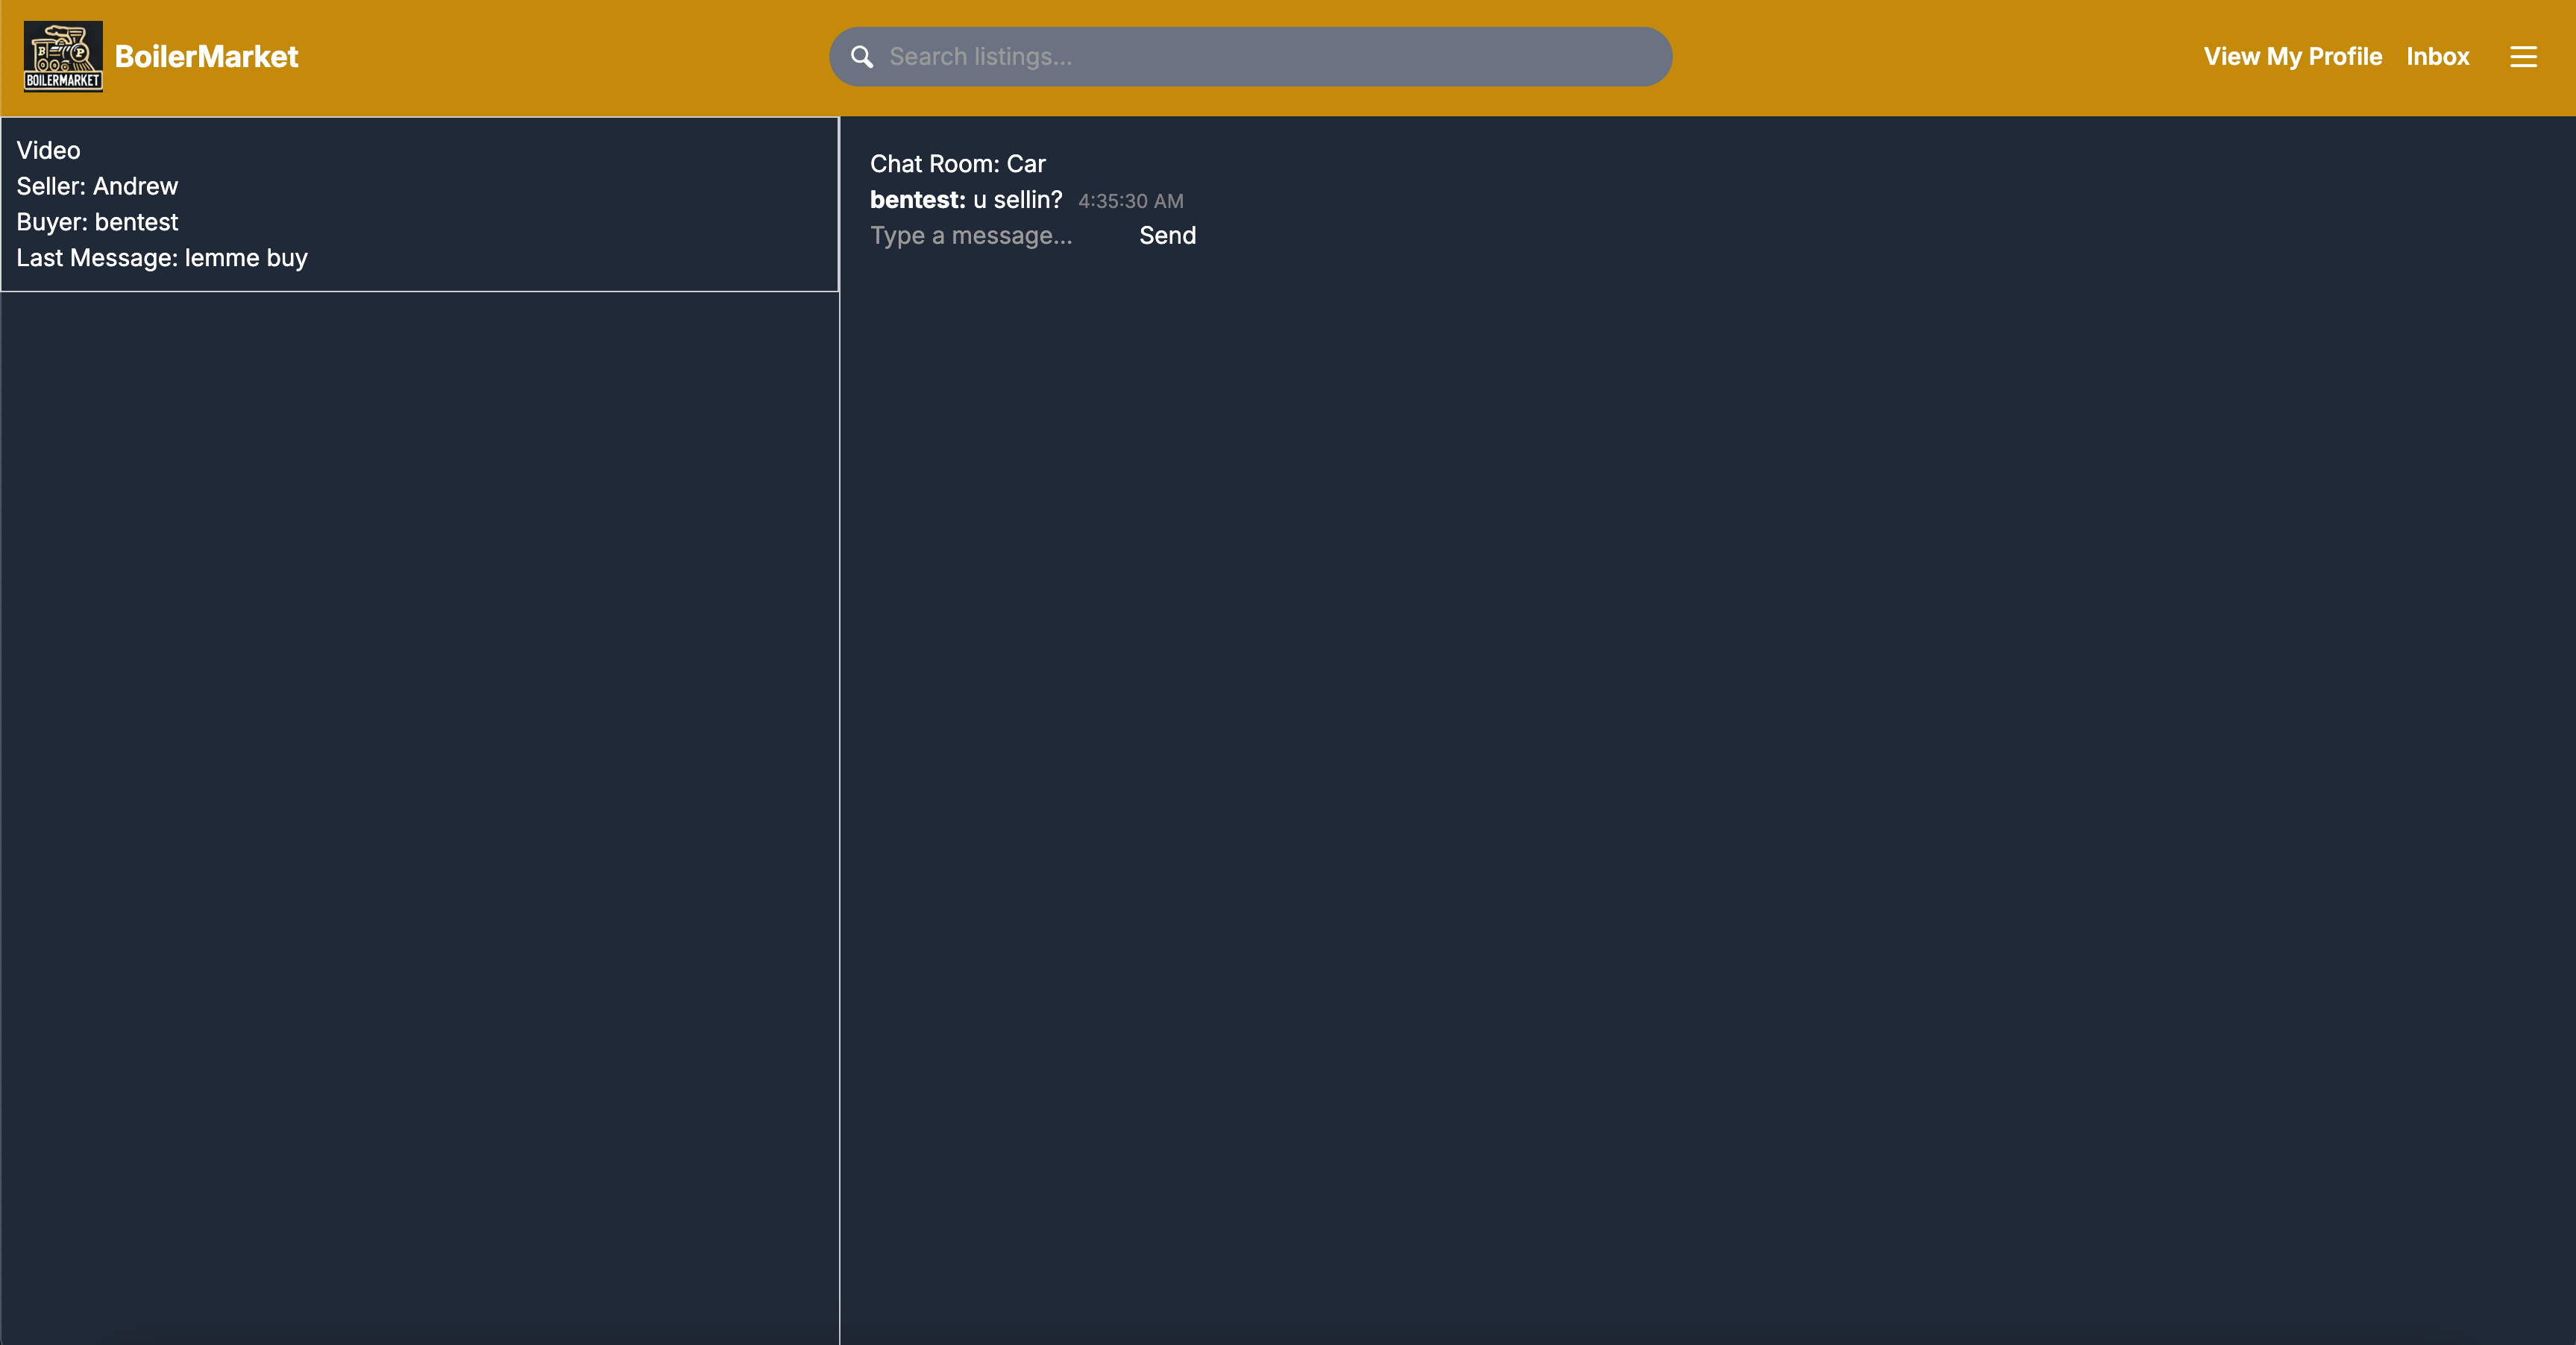 B P
BOILERMARKET
BoilerMarket
Search listings...
View My Profile
Inbox
Video
Seller: Andrew
Buyer: bentest
Last Message: lemme buy
Chat Room: Car
bentest: u sellin? 4:35:30 AM
Type a message...
Send